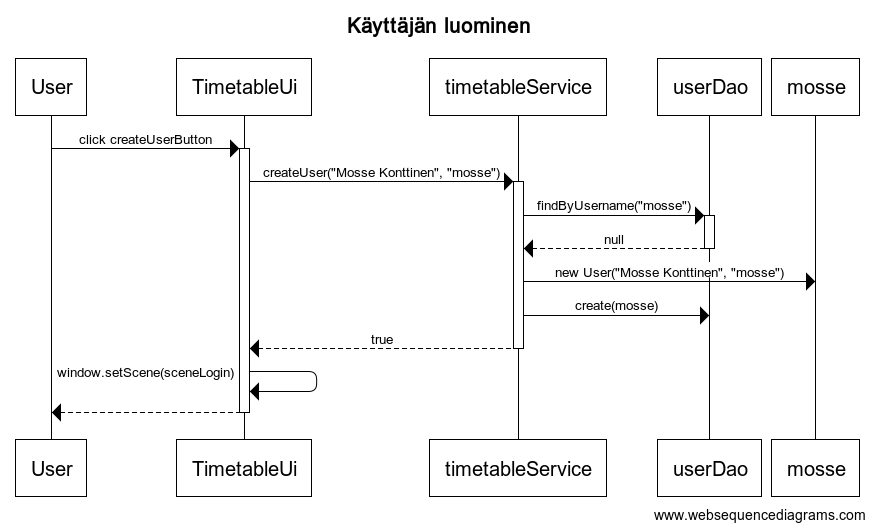 Käyttäjän luominen
User
TimetableUi
timetableService
userDao
mosse
click createUserButton
createUser("Mosse Konttinen", "mosse")
findByUsername("mosse")
null
new User("Mosse Konttinen", "mosse")
create(mosse)
true
window.setScene(sceneLogin)
User
TimetableUi
timetableService
userDao
mosse
www.websequencediagrams.com